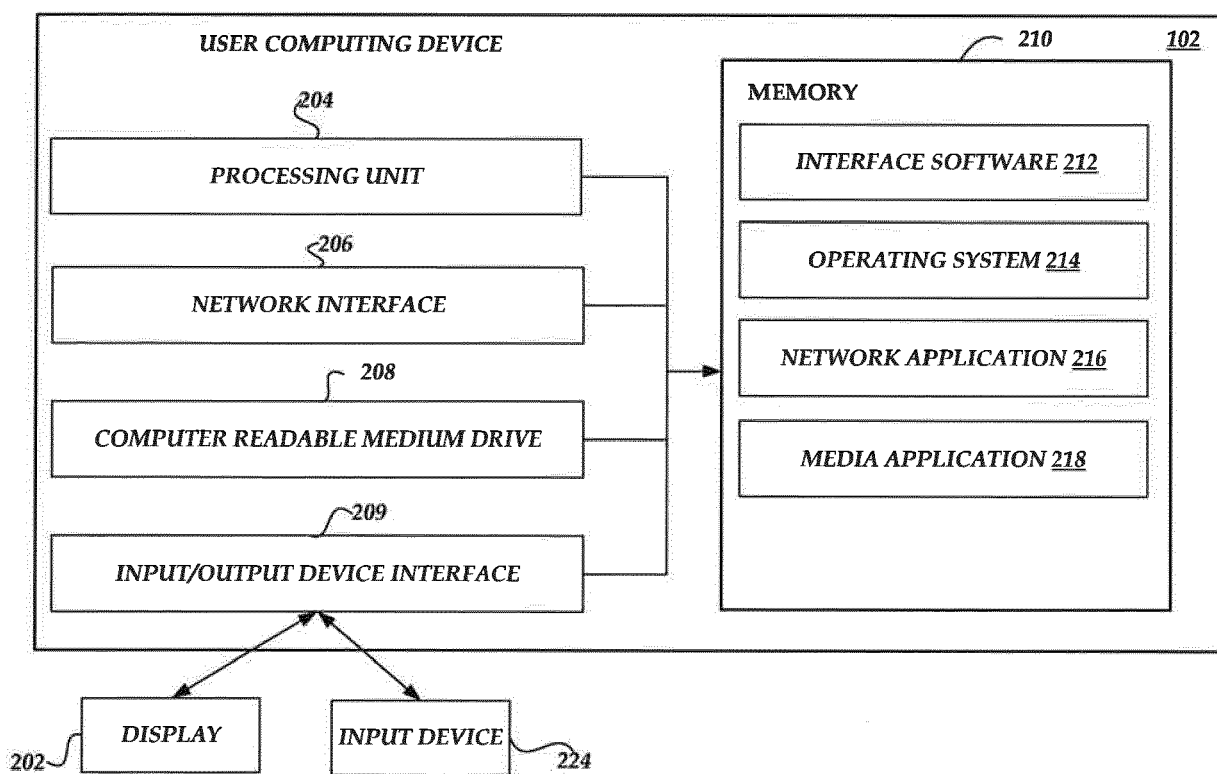 USER COMPUTING DEVICE
102
204
PROCESSING UNIT
206
NETWORK INTERFACE
208
COMPUTER READABLE MEDIUM DRIVE
209
INPUT/OUTPUT DEVICE INTERFACE
210
MEMORY
INTERFACE SOFTWARE 212
OPERATING SYSTEM 214
NETWORK APPLICATION 216
MEDIA APPLICATION 218
DISPLAY
202
INPUT DEVICE
224